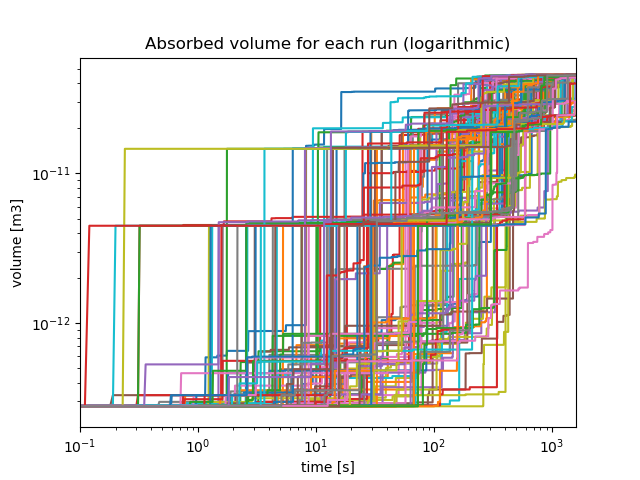 Absorbed volume for each run (logarithmic)
volume [m3]
10⁻¹¹
10⁻¹²
10⁻¹ 10⁰ 10¹ 10² 10³
time [s]